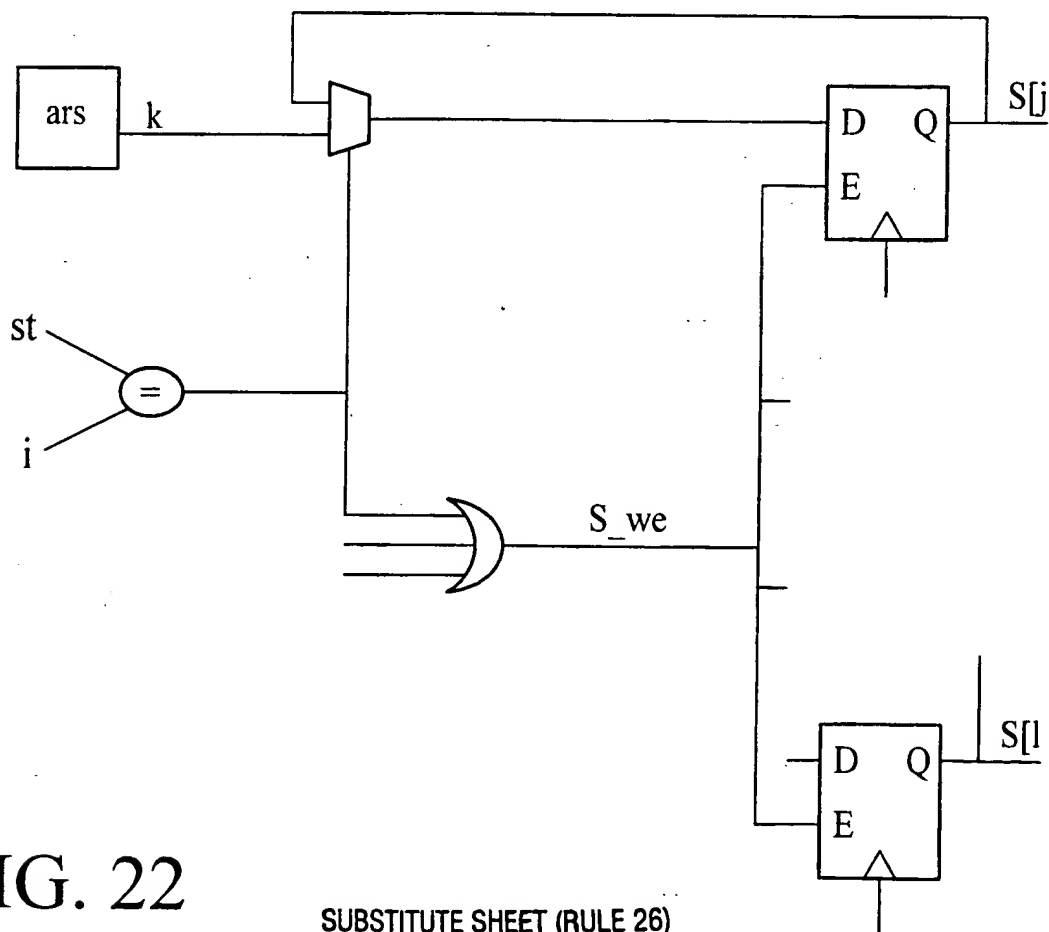 ars
k
D Q
S[j
E
st
=
i
S_we
D Q
S[l
E
IG. 22
SUBSTITUTE SHEET (RULE 26)